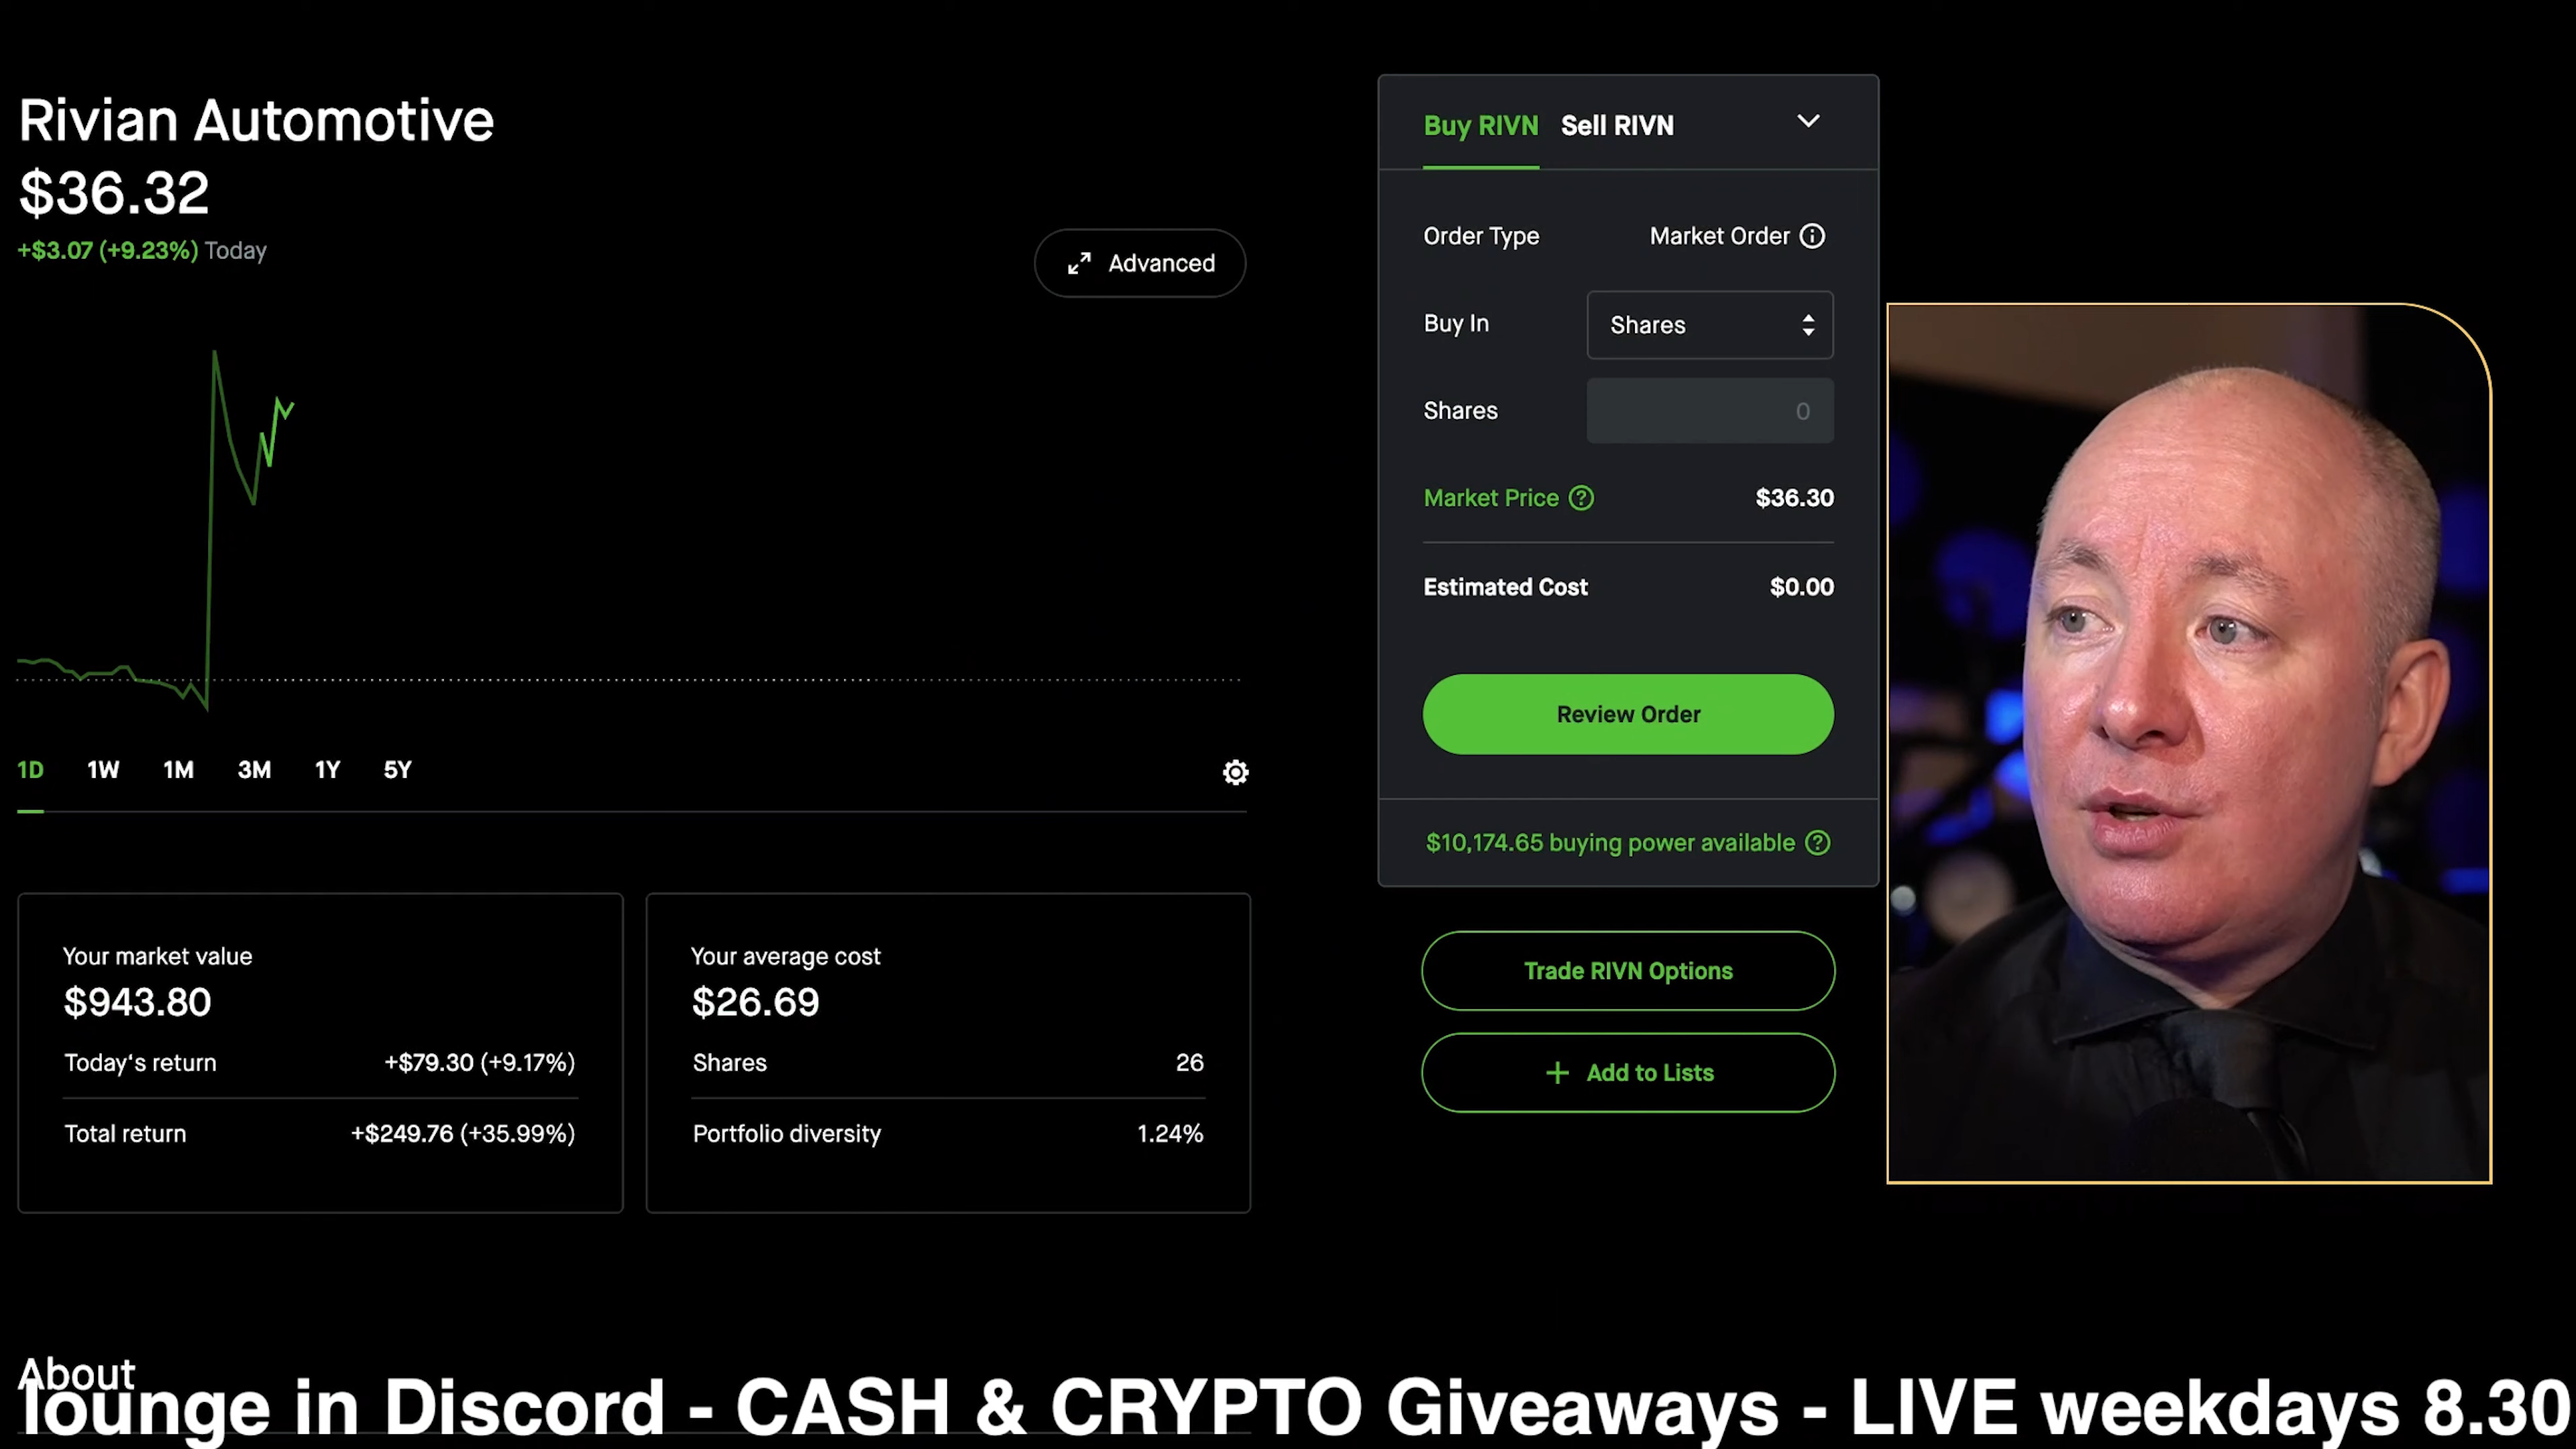 Rivian Automotive
$36.32
+$3.07 (+9.23%) Today
Advanced
1D 1W 1M 3M 1Y 5Y
Your market value
$943.80
Today's return +$79.30 (+9.17%)
Total return +$249.76 (+35.99%)
Your average cost
$26.69
Shares 26
Portfolio diversity 1.24%
Buy RIVN Sell RIVN
Order Type Market Order
Buy In Shares
Shares 0
Market Price $36.30
Estimated Cost $0.00
Review Order
$10,174.65 buying power available
Trade RIVN Options
+ Add to Lists
About
lounge in Discord - CASH & CRYPTO Giveaways - LIVE weekdays 8.30